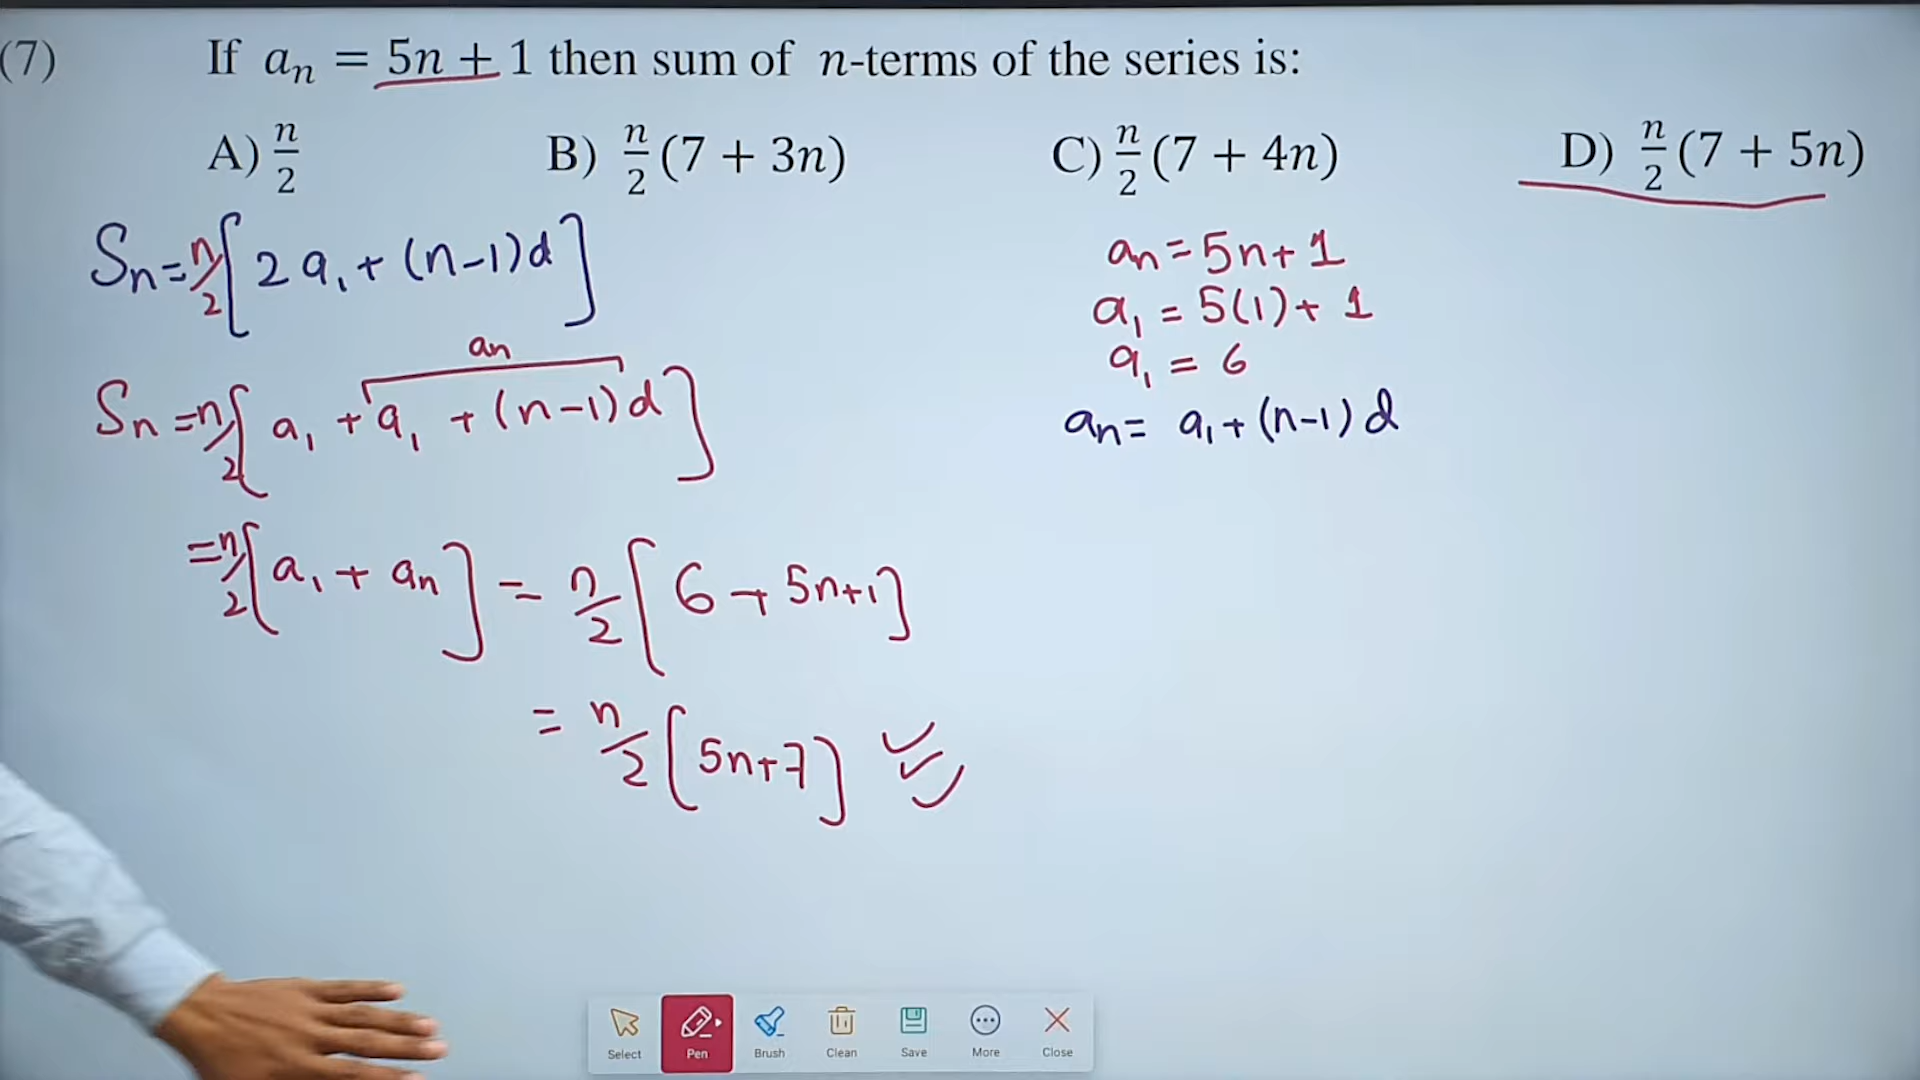 (7) If aₙ = 5n + 1 then sum of n-terms of the series is:
A) n/2 B) n/2 (7 + 3n) C) n/2 (7 + 4n) D) n/2 (7 + 5n)
Sn = n/2 [2a₁ + (n-1)d]
an
Sn = n/2 [a₁ + a₁ + (n-1)d]
= n/2 [a₁ + an] = n/2 [6 + 5n+1]
= n/2 [5n+7]
an = 5n + 1
a₁ = 5(1) + 1
a₁ = 6
an = a₁ + (n-1) d
Select Pen Brush Clean Save More Close